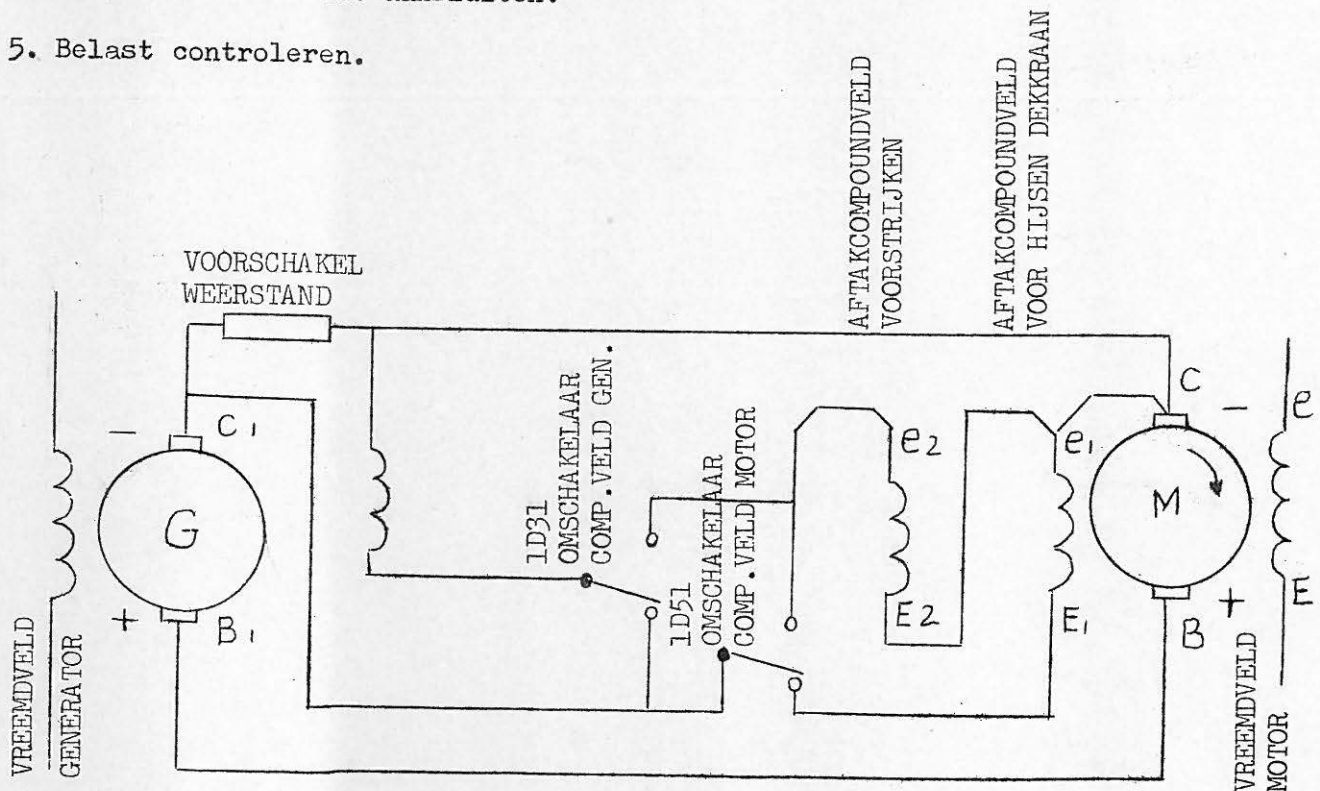 5. Belast controleren.
AFTAKCOMPOUNDVELD
VOORSTRIJKEN
AFTAKCOMPOUNDVELD
VOOR HIJSEN DEKKRAAN
VOORSCHAKEL
WEERSTAND
1D31
OMSCHAKELAAR
COMP.VELD GEN.
1D51
OMSCHAKELAAR
COMP.VELD MOTOR
C
-
e
- C1
e2
e1
G
M
+ B1
E2
E1
+
B
E
VREEMDVELD
GENERATOR
VREEMDVELD
MOTOR